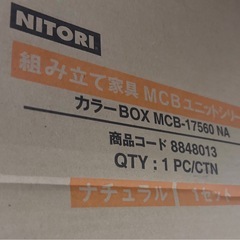 NITORI
組み立て家具 MCBユニットシリー
カラーBOX MCB-17560 NA
商品コード 8848013
QTY : 1 PC/CTN
ナチュラル 1セット